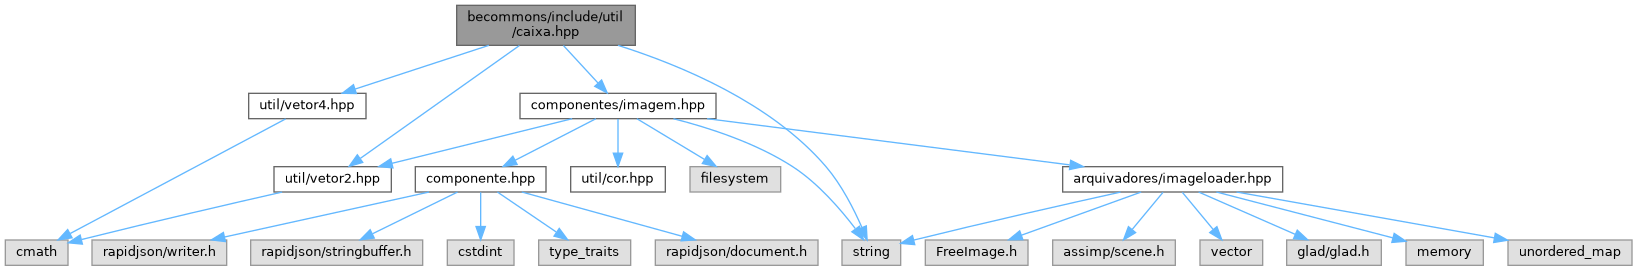 becommons/include/util
/caixa.hpp
util/vetor4.hpp
componentes/imagem.hpp
util/vetor2.hpp
componente.hpp
util/cor.hpp
filesystem
arquivadores/imageloader.hpp
cmath
rapidjson/writer.h
rapidjson/stringbuffer.h
cstdint
type_traits
rapidjson/document.h
string
FreeImage.h
assimp/scene.h
vector
glad/glad.h
memory
unordered_map